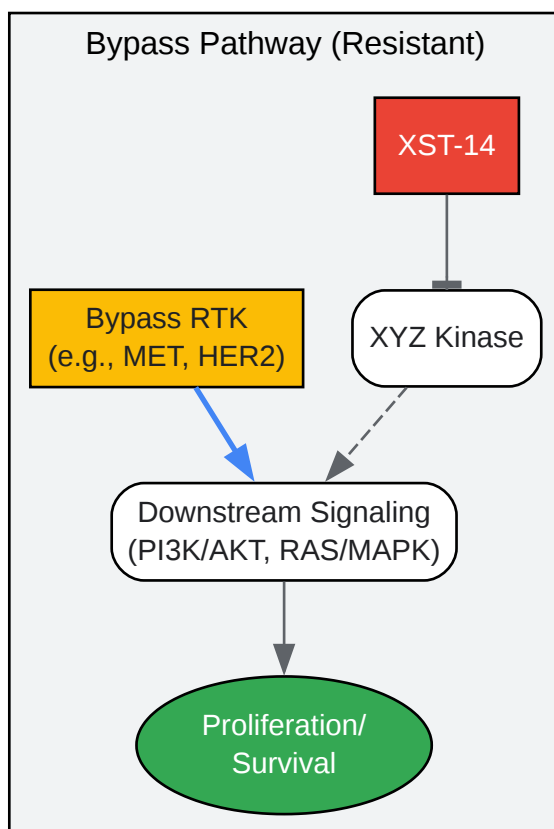 Bypass Pathway (Resistant)
XST-14
Bypass RTK
(e.g., MET, HER2)
XYZ Kinase
Downstream Signaling
(PI3K/AKT, RAS/MAPK)
Proliferation/
Survival